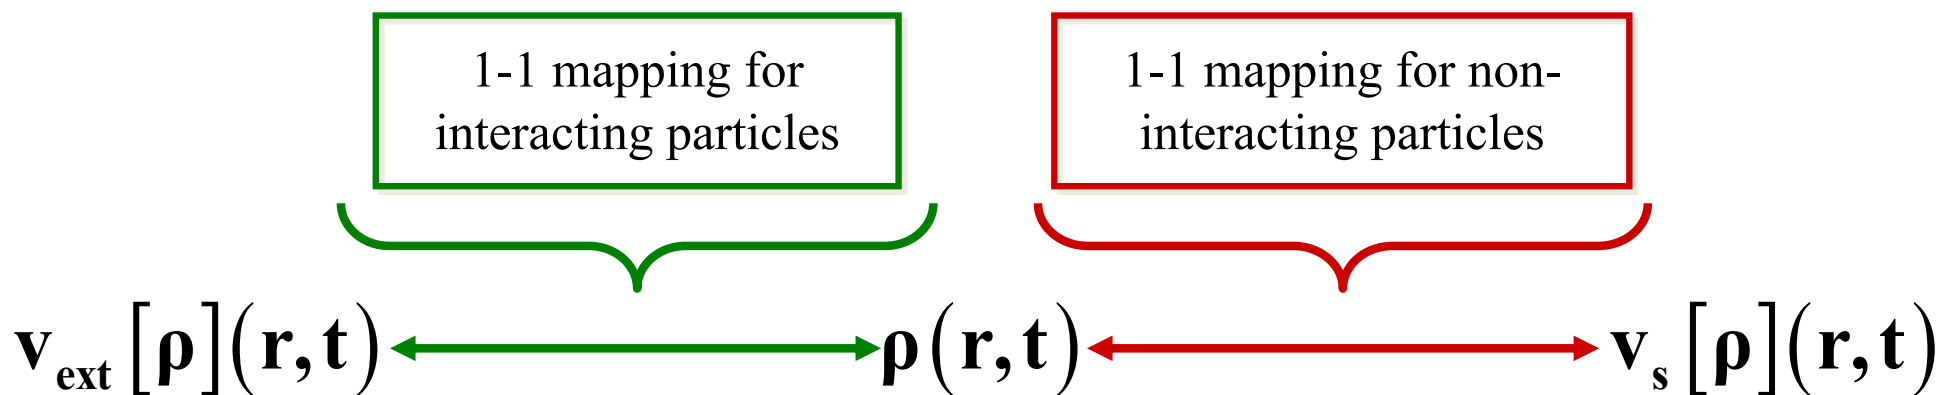 1-1 mapping for
interacting particles
1-1 mapping for non-
interacting particles
v_ext [ρ](r,t) ρ(r,t) v_s [ρ](r,t)